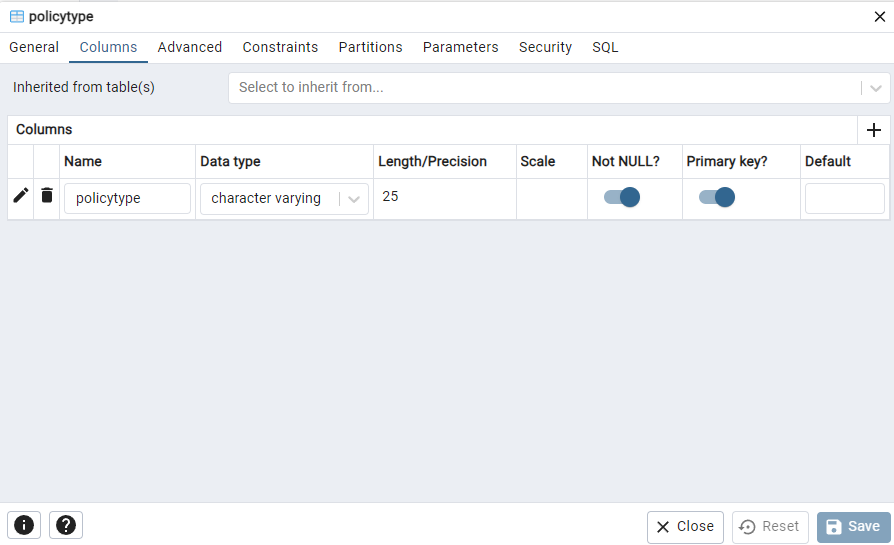 policytype
General Columns Advanced Constraints Partitions Parameters Security SQL
Inherited from table(s) Select to inherit from...
Columns
Name Data type Length/Precision Scale Not NULL? Primary key? Default
policytype character varying 25
Close Reset Save